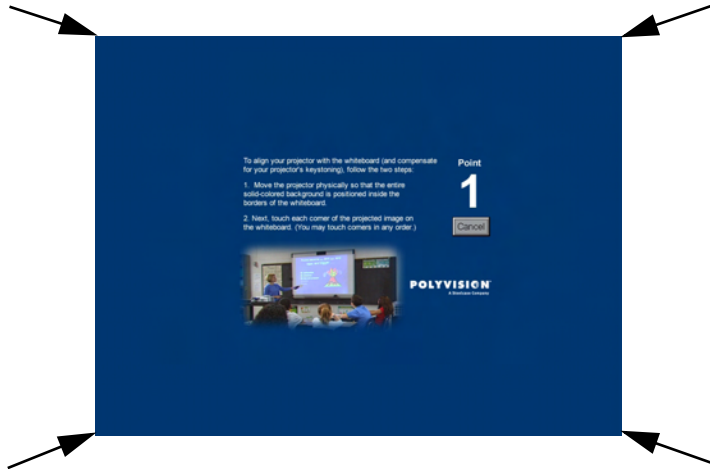 To align your projector with the whiteboard (and compensate
for your projector's keystoning), follow the two steps:
1. Move the projector physically so that the entire
solid-colored background is positioned inside the
borders of the whiteboard.
2. Next, touch each corner of the projected image on
the whiteboard. (You may touch corners in any order.)
Point
1
Cancel
POLYVISION
A Steelcase Company